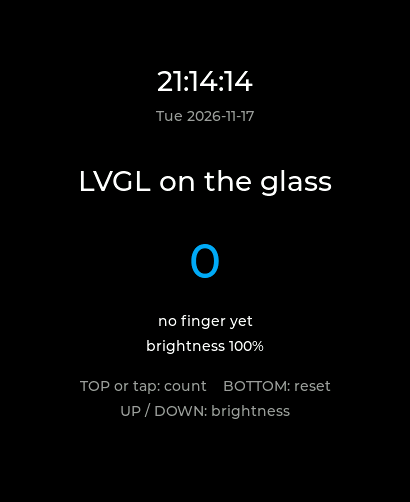 21:14:14
Tue 2026-11-17
LVGL on the glass
0
no finger yet
brightness 100%
TOP or tap: count    BOTTOM: reset
UP / DOWN: brightness